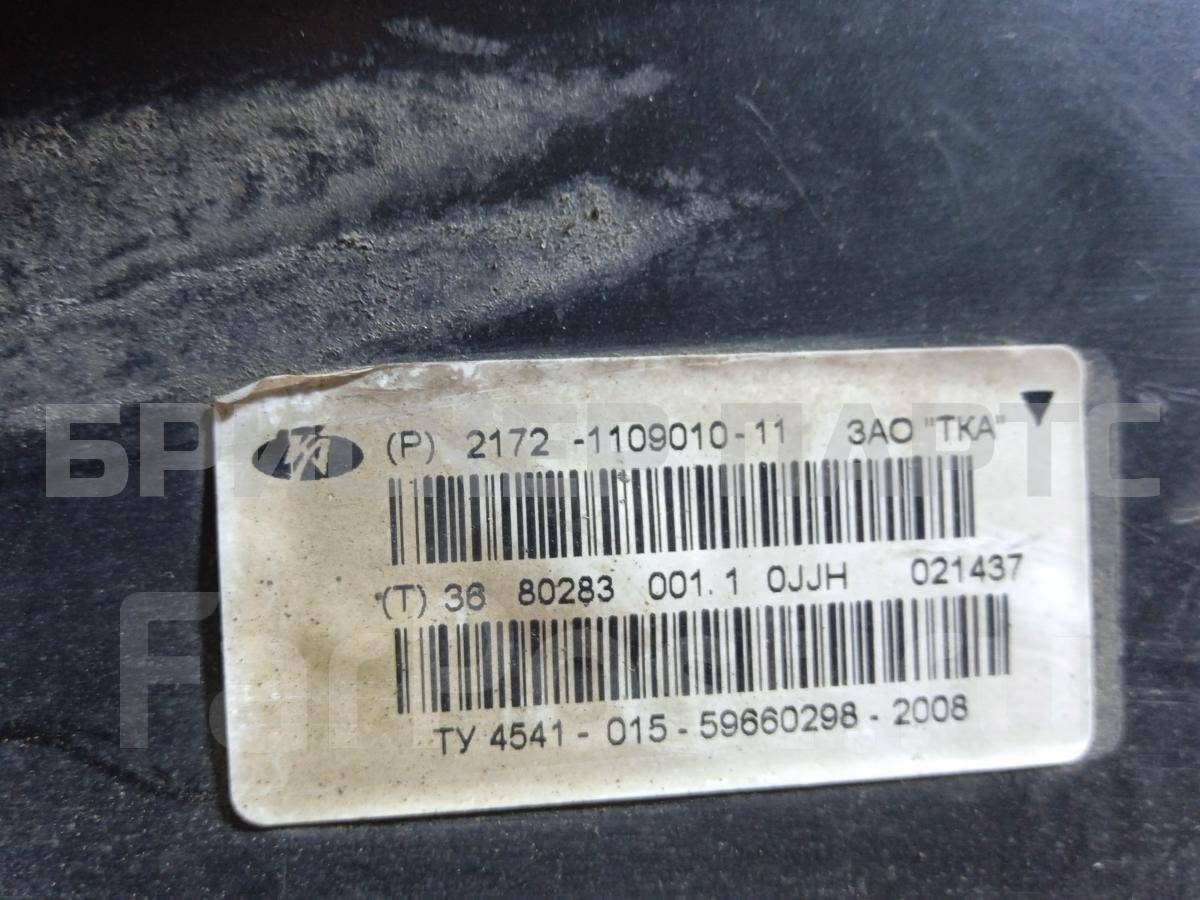 (P) 2172 -1109010-11 ЗАО "ТКА"
(T) 36 80283 001.1 0JJH 021437
ТУ 4541 - 015 - 59660298 - 2008